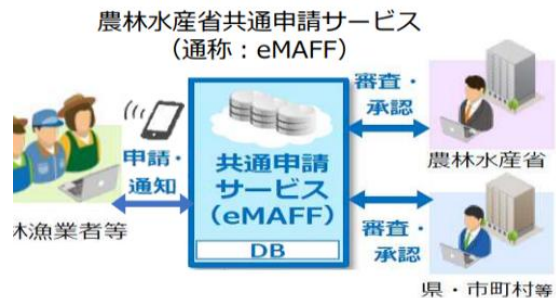 農林水産省共通申請サービス
（通称：eMAFF）
審査・
承認
申請・
通知
共通申請
サービス
（eMAFF）
DB
農林水産省
林漁業者等
審査・
承認
県・市町村等